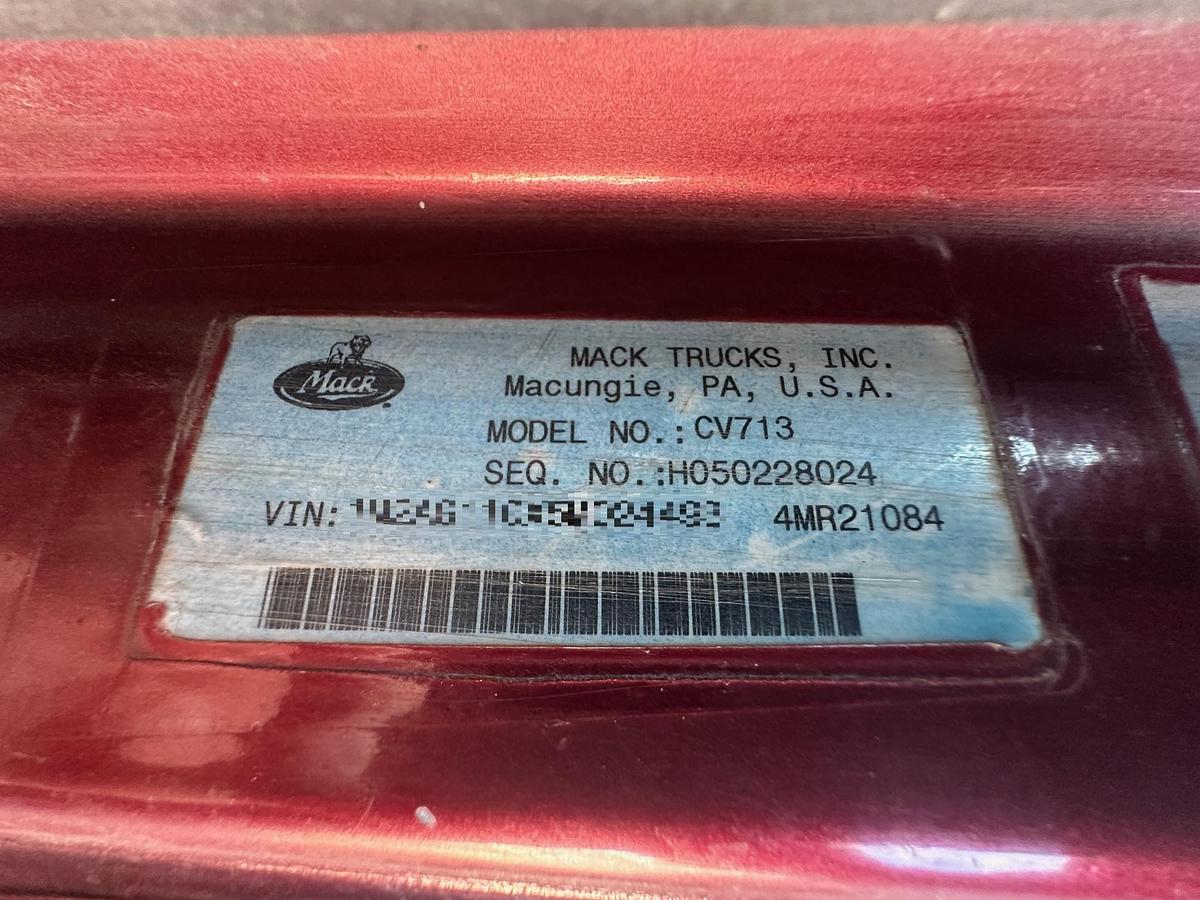 Mack
MACK TRUCKS, INC.
Macungie, PA, U.S.A.
MODEL NO.: CV713
SEQ. NO.:H050228024
VIN: 4MR21084